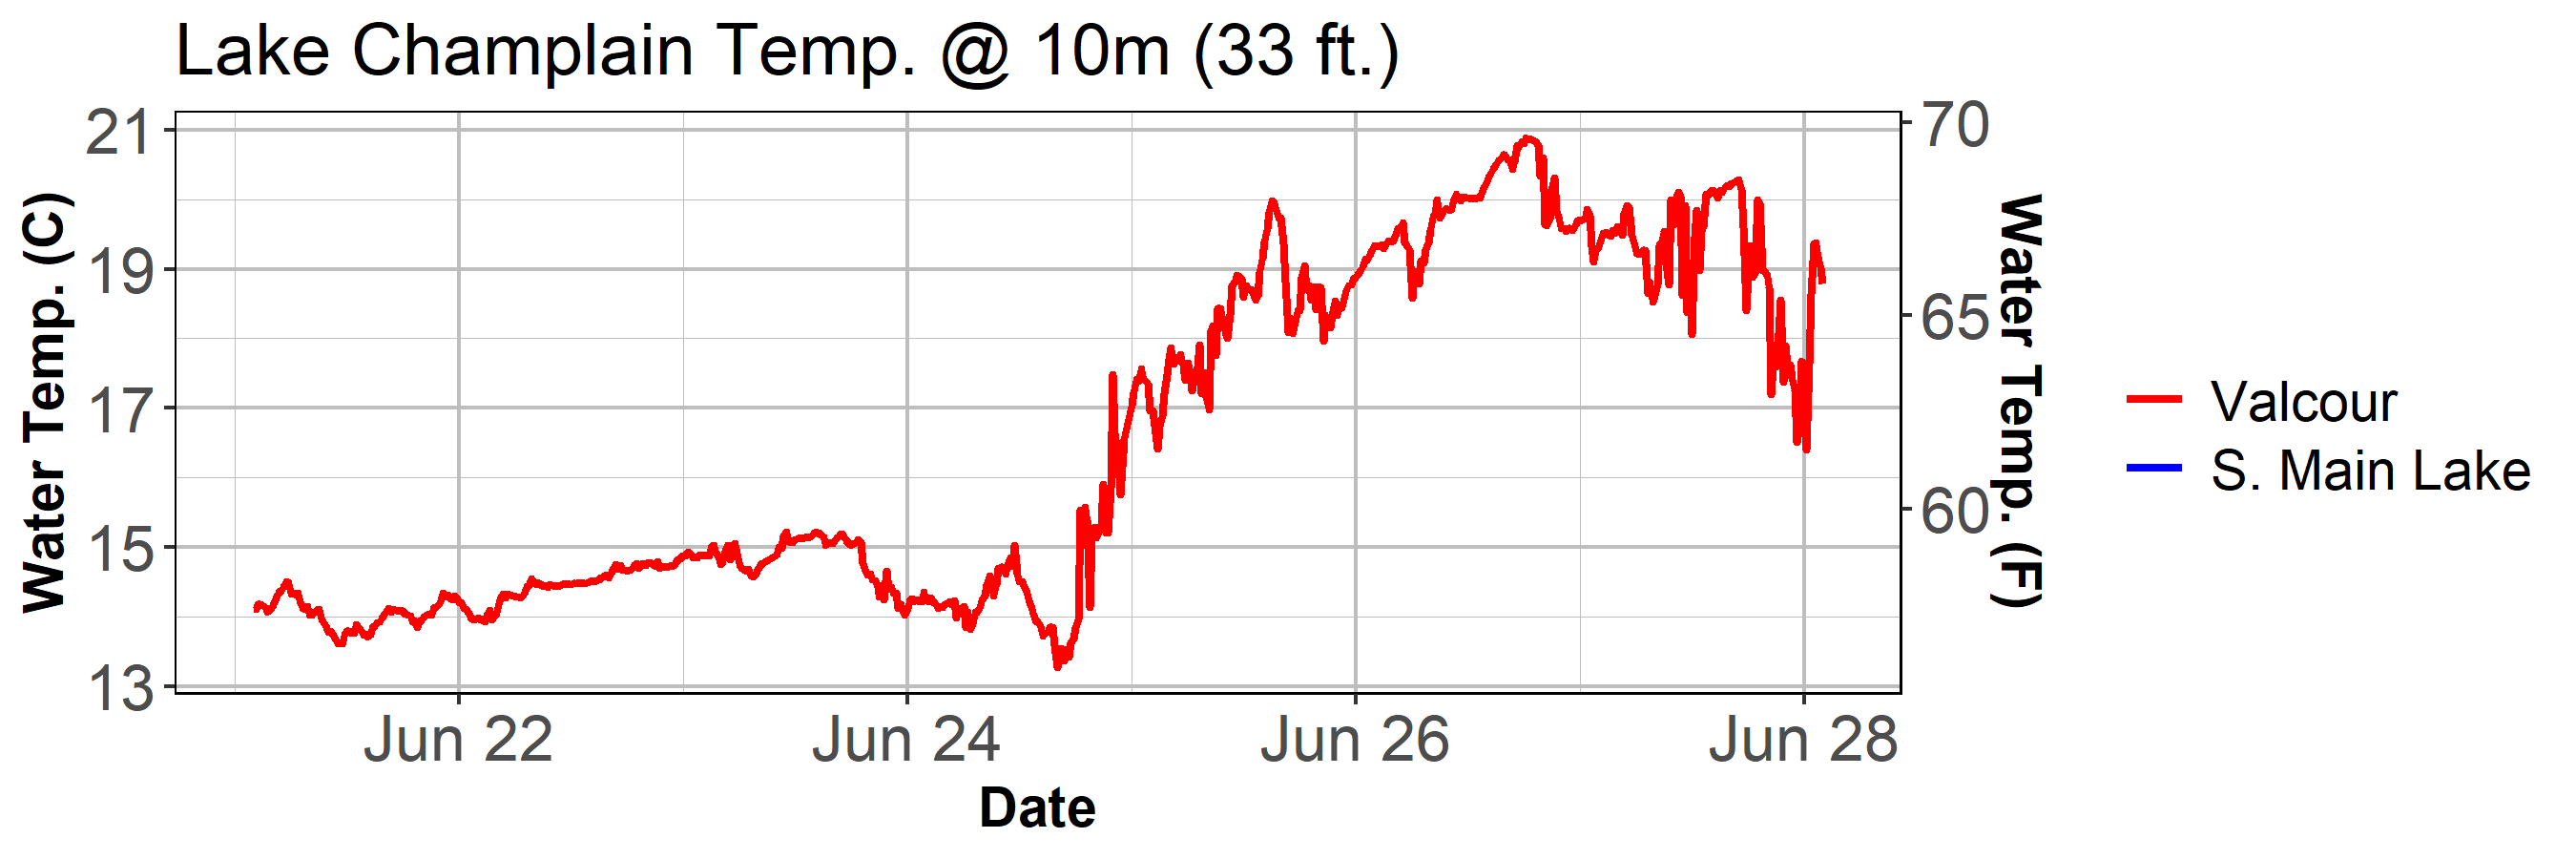 Lake Champlain Temp. @ 10m (33 ft.)
Water Temp. (C)
21
19
17
15
13
70
65
60
Water Temp. (F)
Jun 22
Jun 24
Jun 26
Jun 28
Date
Valcour
S. Main Lake